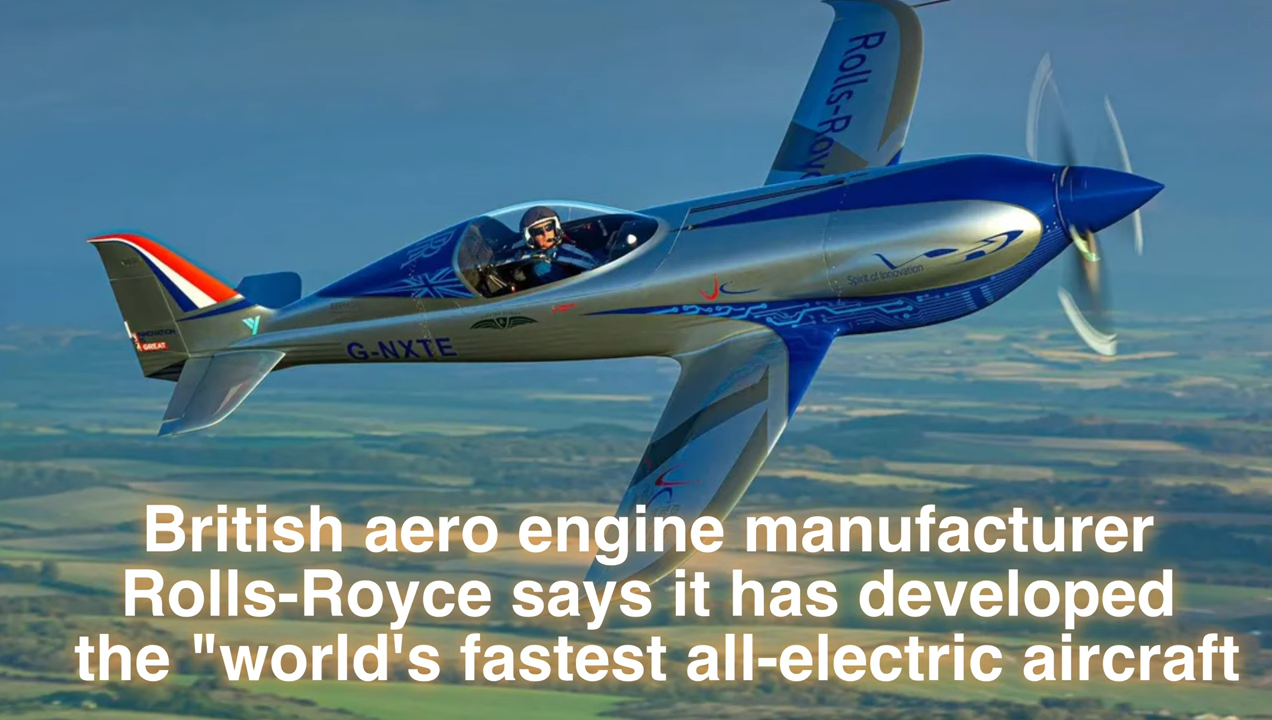 Rolls-Royce
Spirit of Innovation
G-NXTE
INNOVATION
GREAT
British aero engine manufacturer
Rolls-Royce says it has developed
the "world's fastest all-electric aircraft